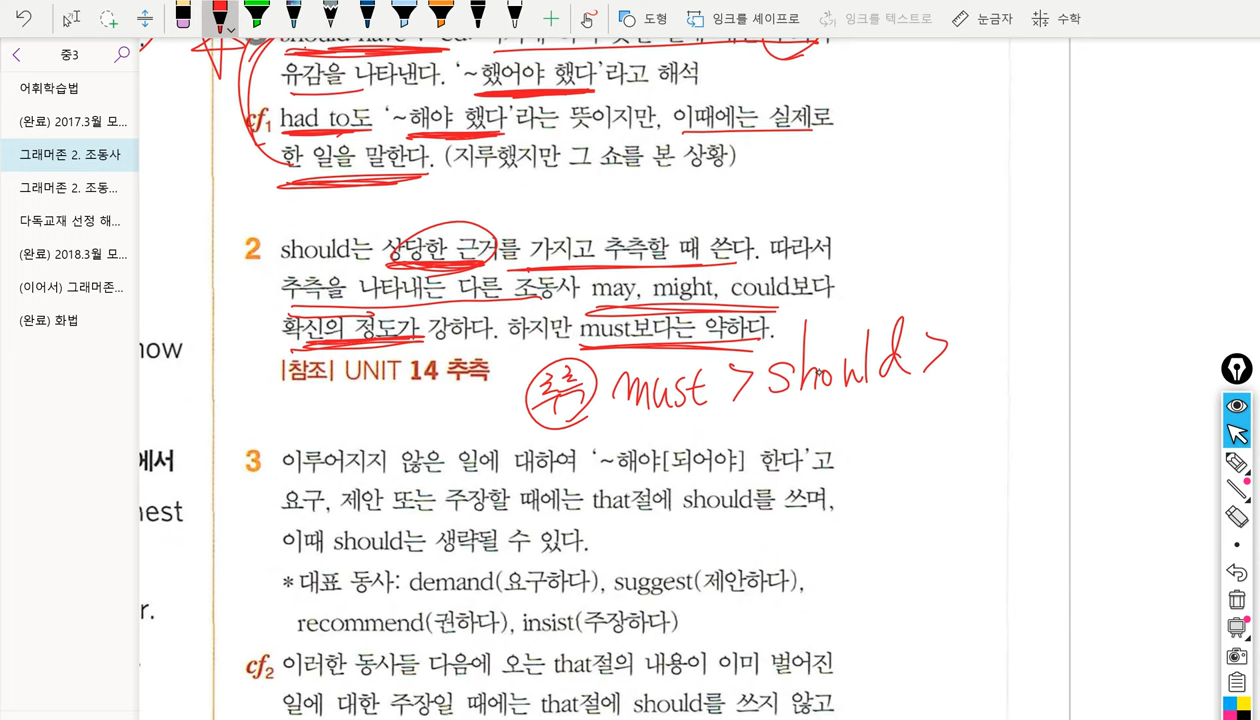 도형
잉크를 셰이프로
잉크를 텍스트로
눈금자
수학
중3
어휘학습법
(완료) 2017.3월 모...
그래머존 2. 조동사
그래머존 2. 조동...
다독교재 선정 해...
(완료) 2018.3월 모...
(이어서) 그래머존...
(완료) 화법
now
에서
nest
r.
should have
유감을 나타낸다. ‘~했어야 했다’라고 해석
cf1 had to도 ‘~해야 했다’라는 뜻이지만, 이때에는 실제로
한 일을 말한다. (지루했지만 그 쇼를 본 상황)
2 should는 상당한 근거를 가지고 추측할 때 쓴다. 따라서
추측을 나타내는 다른 조동사 may, might, could보다
확신의 정도가 강하다. 하지만 must보다는 약하다.
|참조| UNIT 14 추측
추측 must > should >
3 이루어지지 않은 일에 대하여 ‘~해야[되어야] 한다’고
요구, 제안 또는 주장할 때에는 that절에 should를 쓰며,
이때 should는 생략될 수 있다.
* 대표 동사: demand(요구하다), suggest(제안하다),
recommend(권하다), insist(주장하다)
cf2 이러한 동사들 다음에 오는 that절의 내용이 이미 벌어진
일에 대한 주장일 때에는 that절에 should를 쓰지 않고